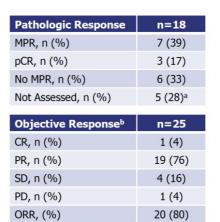 Pathologic Response n=18
MPR, n (%) 7 (39)
pCR, n (%) 3 (17)
No MPR, n (%) 6 (33)
Not Assessed, n (%) 5 (28)ᵃ
Objective Responseᵇ n=25
CR, n (%) 1 (4)
PR, n (%) 19 (76)
SD, n (%) 4 (16)
PD, n (%) 1 (4)
ORR, (%) 20 (80)